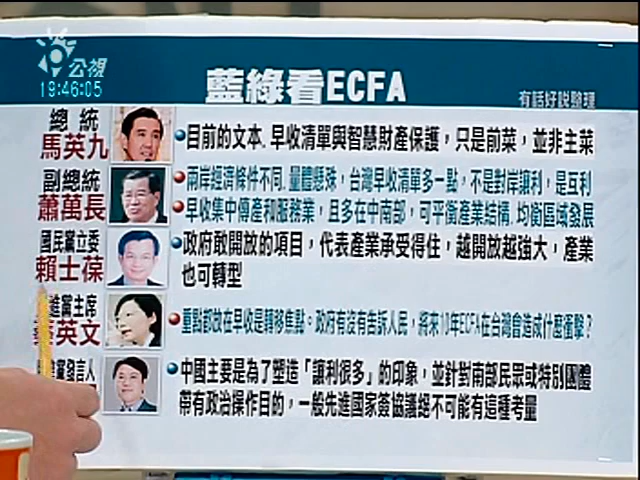 公視
19:46:05
藍綠看ECFA
有話好說整理
總統
馬英九
目前的文本. 早收清單與智慧財產保護，只是前菜，並非主菜
副總統
蕭萬長
兩岸經濟條件不同. 量體懸殊，台灣早收清單多一點，不是對岸讓利，是互利
早收集中傳產和服務業，且多在中南部，可平衡產業結構. 均衡區域發展
國民黨立委
賴士葆
政府敢開放的項目，代表產業承受得住，越開放越強大，產業
也可轉型
進黨主席
蔡英文
重點都放在早收是轉移焦點。政府有沒有告訴人民，將來10年ECFA在台灣會造成什麼衝擊？
黨發言人
中國主要是為了塑造「讓利很多」的印象，並針對南部民眾或特別團體
帶有政治操作目的，一般先進國家簽協議絕不可能有這種考量